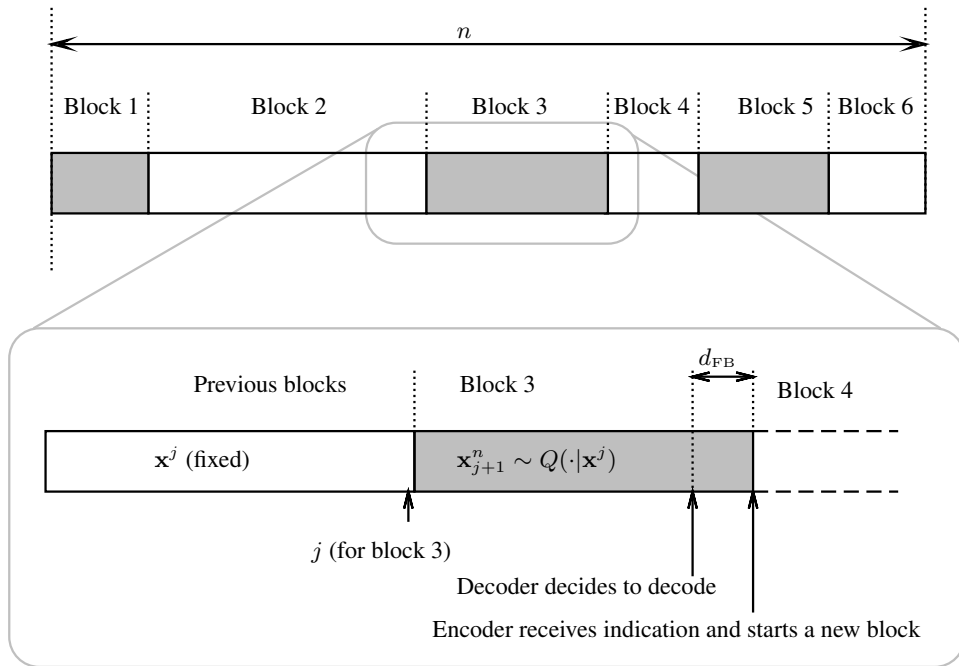 n
Block 1
Block 2
Block 3
Block 4
Block 5
Block 6
d_FB
Previous blocks
Block 3
Block 4
𝐱^j (fixed)
𝐱^n_{j+1} ∼ Q(·|𝐱^j)
j (for block 3)
Decoder decides to decode
Encoder receives indication and starts a new block